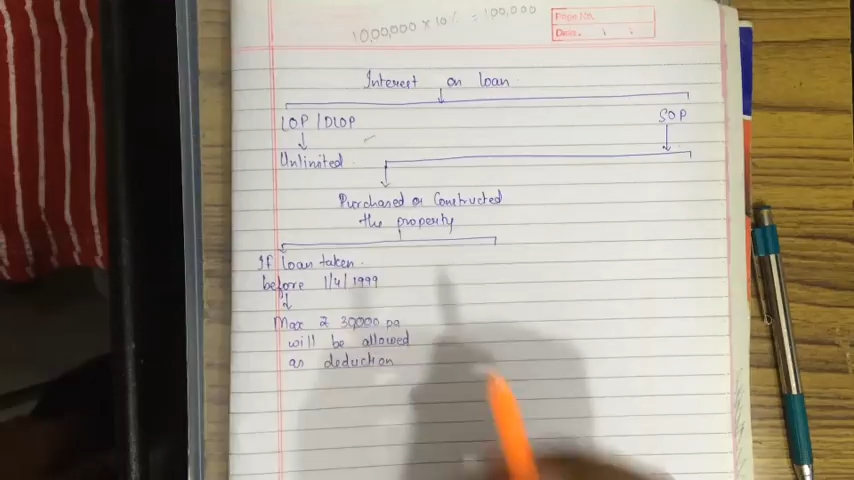 10,00,000 x 10% = 100,000
Page No.
Date.
Interest on loan
LOP / DLOP
SOP
Unlimited
Purchased or Constructed
the property
If loan taken
before 1/4/1999
Max ₹ 30,000 pa
will be allowed
as deduction